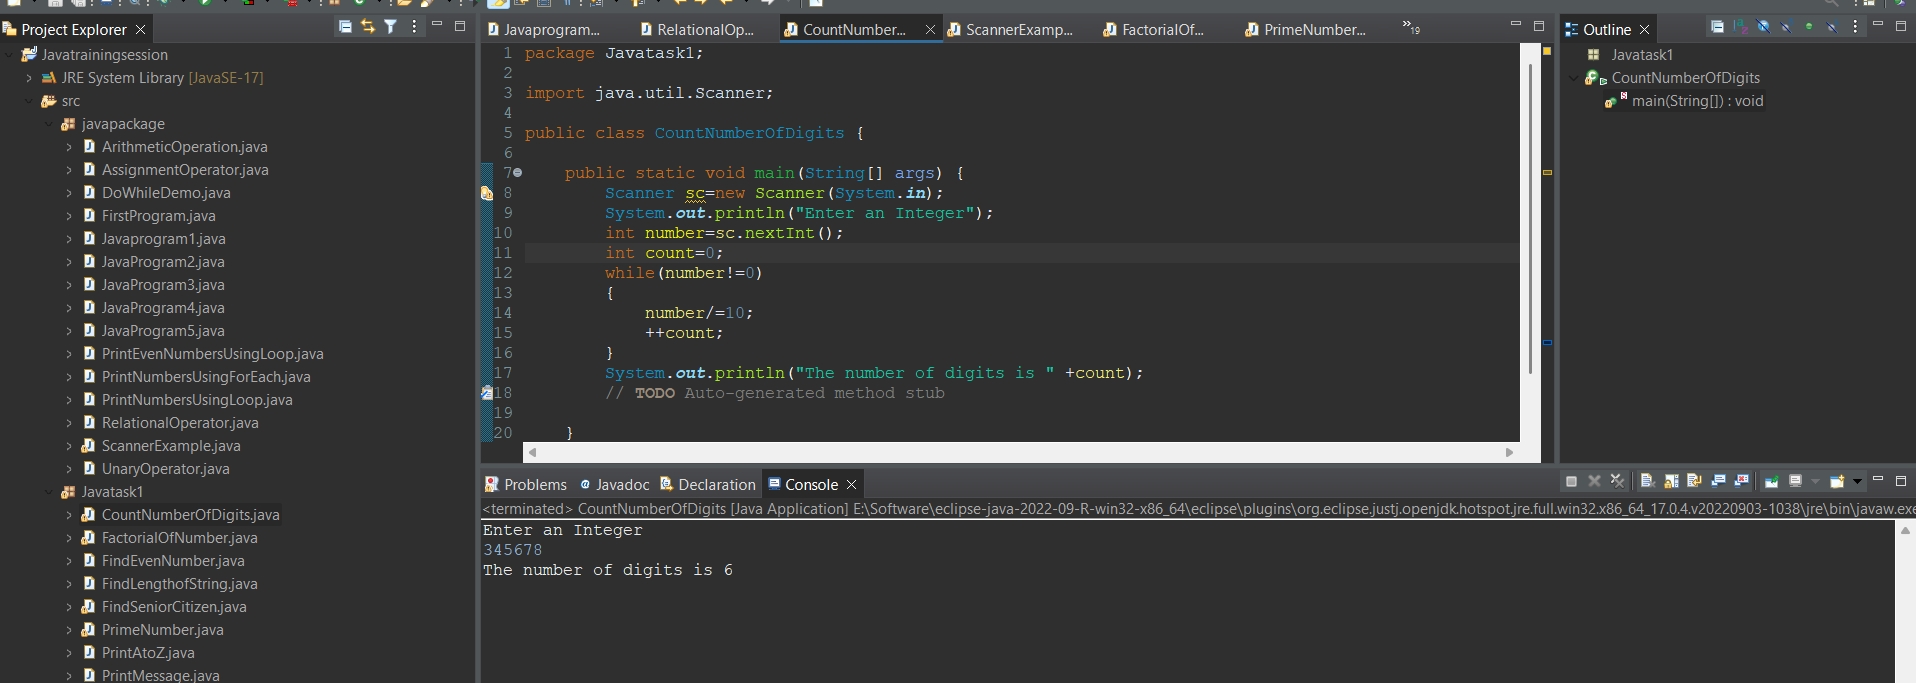 Project Explorer
Javatrainingsession
JRE System Library [JavaSE-17]
src
javapackage
ArithmeticOperation.java
AssignmentOperator.java
DoWhileDemo.java
FirstProgram.java
Javaprogram1.java
JavaProgram2.java
JavaProgram3.java
JavaProgram4.java
JavaProgram5.java
PrintEvenNumbersUsingLoop.java
PrintNumbersUsingForEach.java
PrintNumbersUsingLoop.java
RelationalOperator.java
ScannerExample.java
UnaryOperator.java
Javatask1
CountNumberOfDigits.java
FactorialOfNumber.java
FindEvenNumber.java
FindLengthofString.java
FindSeniorCitizen.java
PrimeNumber.java
PrintAtoZ.java
PrintMessage.java
Javaprogram... RelationalOp... CountNumber... ScannerExamp... FactorialOf... PrimeNumber... »19
1 package Javatask1;
2
3 import java.util.Scanner;
4
5 public class CountNumberOfDigits {
6
7 public static void main(String[] args) {
8 Scanner sc=new Scanner(System.in);
9 System.out.println("Enter an Integer");
10 int number=sc.nextInt();
11 int count=0;
12 while(number!=0)
13 {
14 number/=10;
15 ++count;
16 }
17 System.out.println("The number of digits is " +count);
18 // TODO Auto-generated method stub
19
20 }
Outline
Javatask1
CountNumberOfDigits
main(String[]) : void
Problems Javadoc Declaration Console
<terminated> CountNumberOfDigits [Java Application] E:\Software\eclipse-java-2022-09-R-win32-x86_64\eclipse\plugins\org.eclipse.justj.openjdk.hotspot.jre.full.win32.x86_64_17.0.4.v20220903-1038\jre\bin\javaw.exe
Enter an Integer
345678
The number of digits is 6